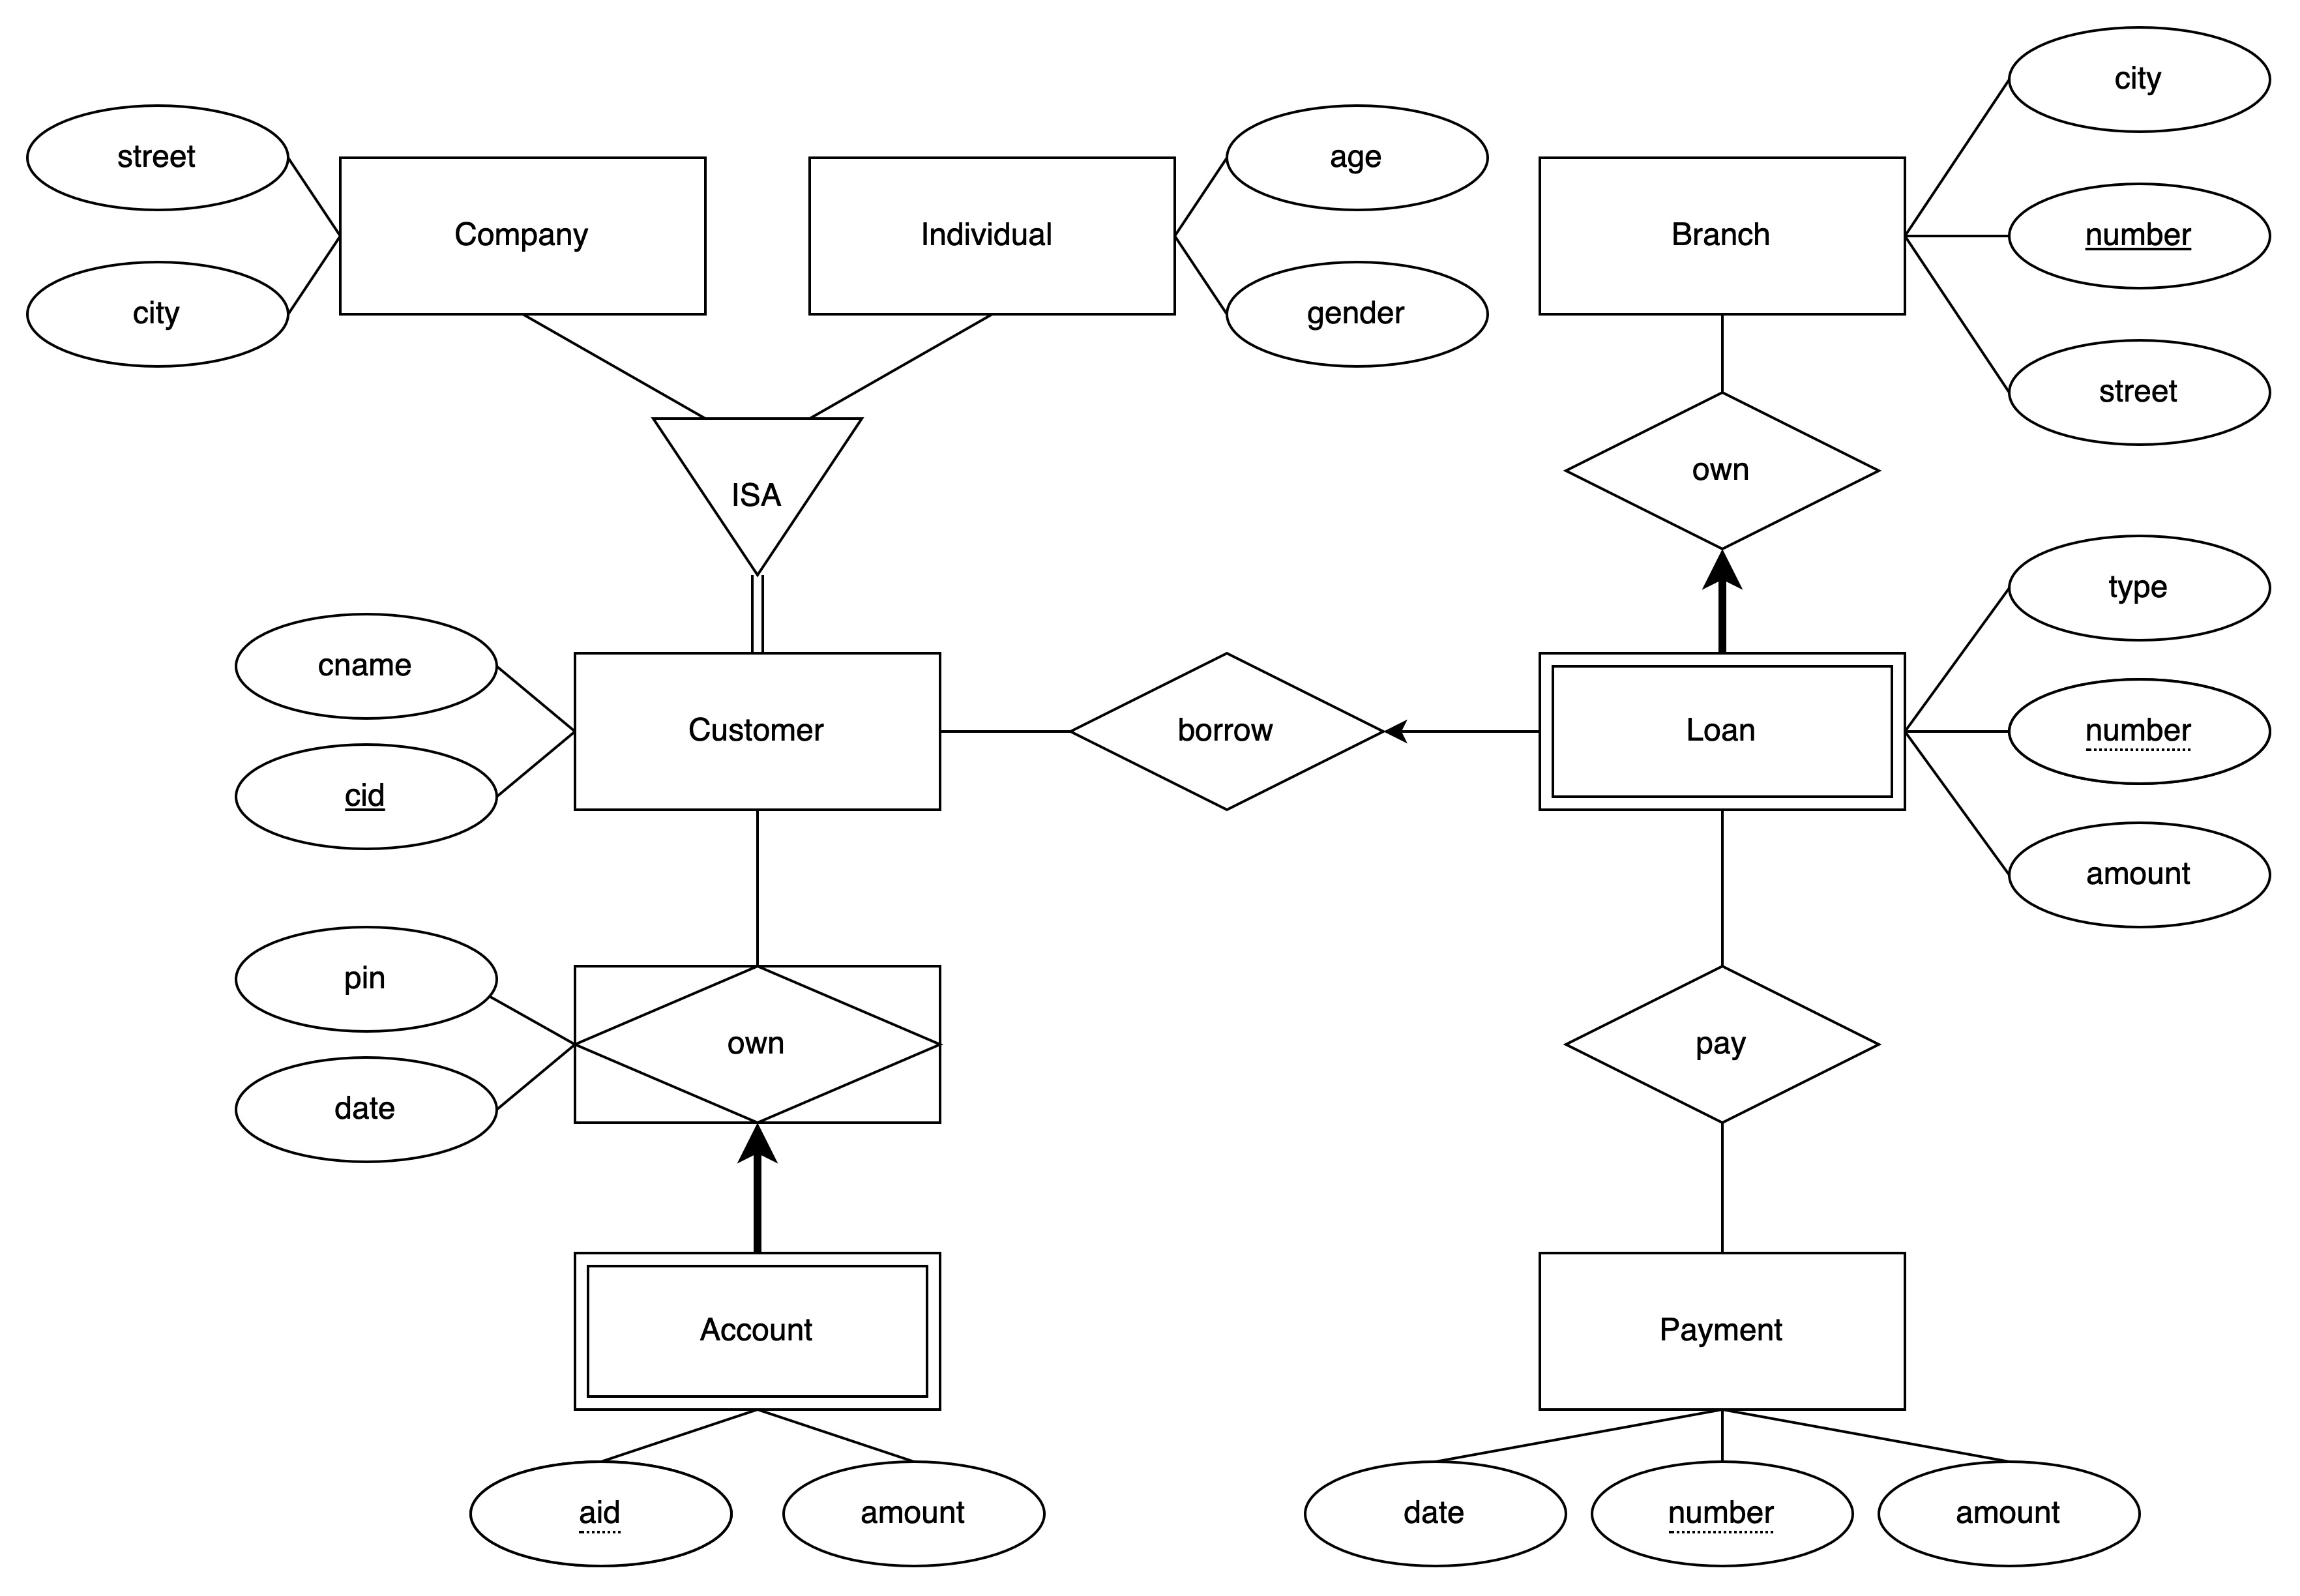 city
street
age
Company
Individual
Branch
number
city
gender
street
own
ISA
type
cname
Customer
borrow
Loan
number
cid
amount
pin
own
pay
date
Account
Payment
aid
amount
date
number
amount